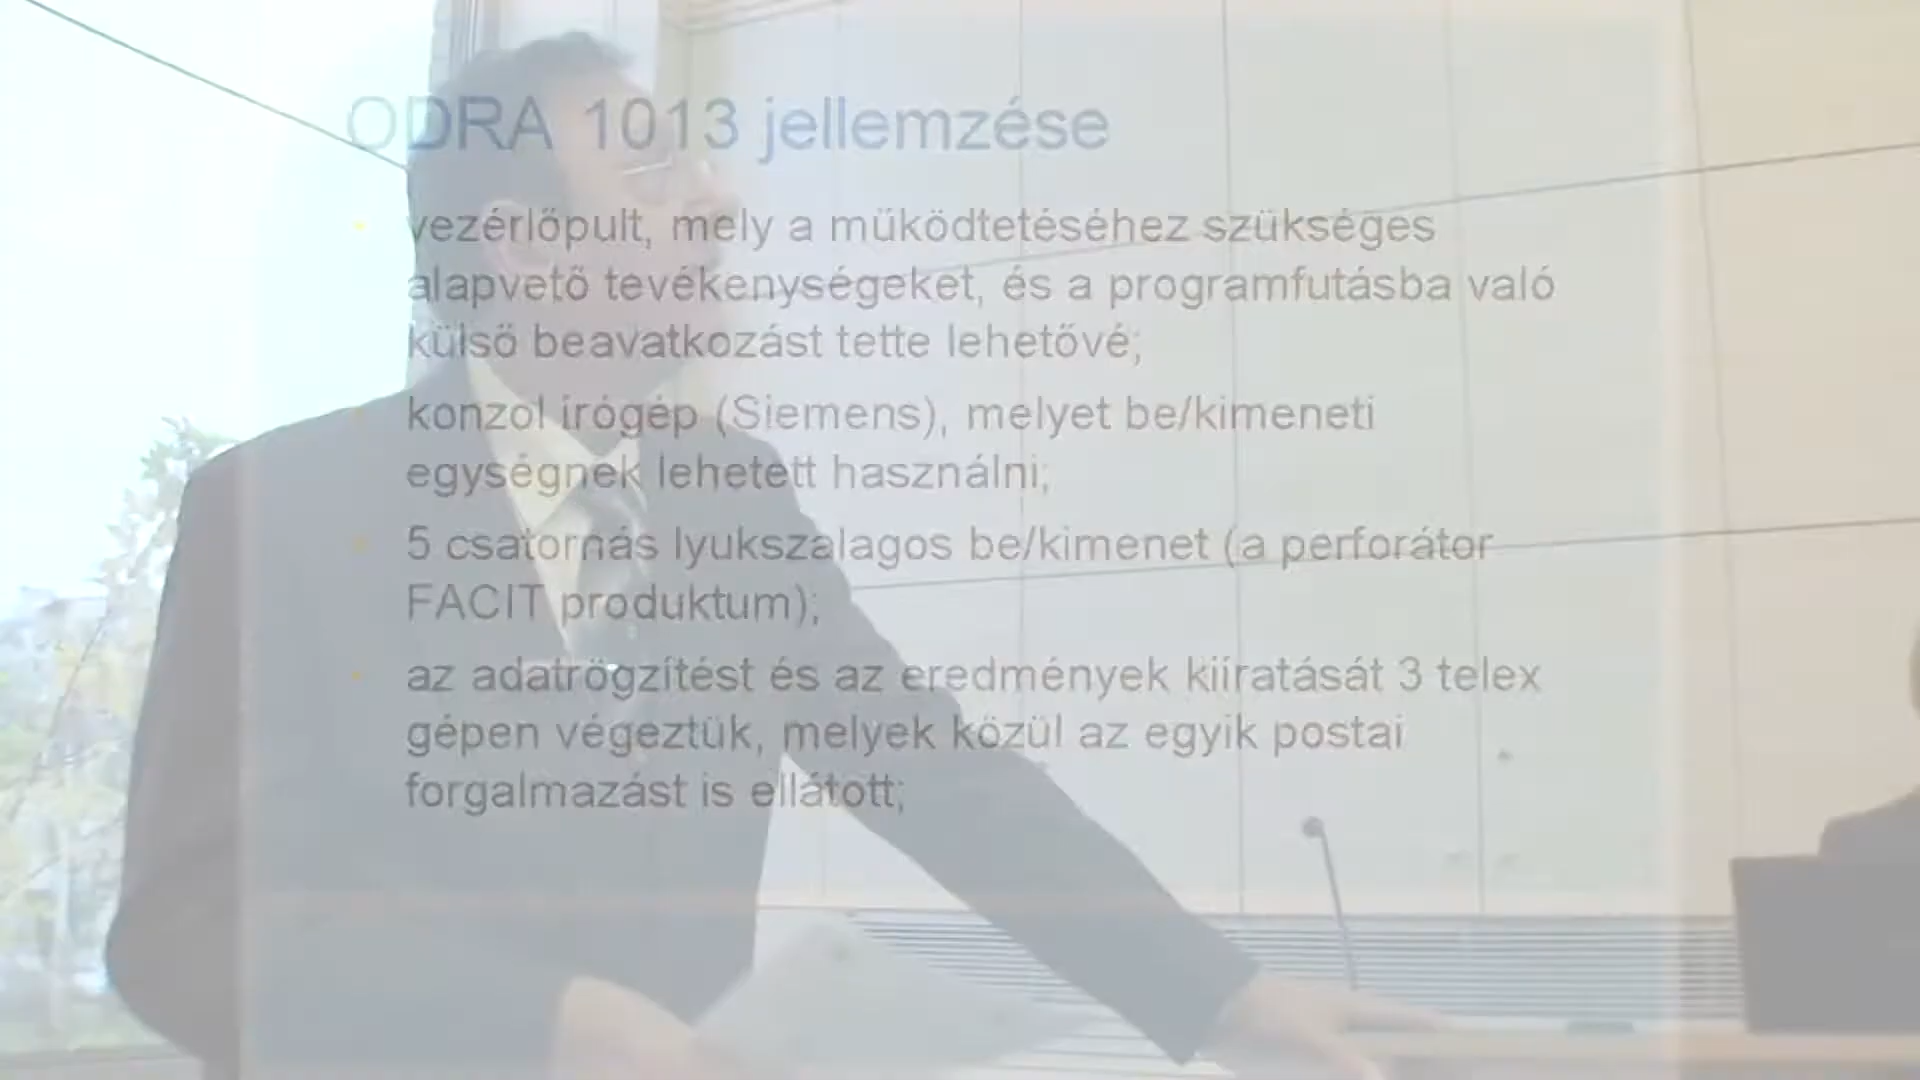 ODRA 1013 jellemzése
vezérlőpult, mely a működtetéséhez szükséges
alapvető tevékenységeket, és a programfutásba való
külső beavatkozást tette lehetővé;
konzol írógép (Siemens), melyet be/kimeneti
egységnek lehetett használni;
5 csatornás lyukszalagos be/kimenet (a perforátor
FACIT produktum);
az adatrögzítést és az eredmények kiíratását 3 telex
gépen végeztük, melyek közül az egyik postai
forgalmazást is ellátott;